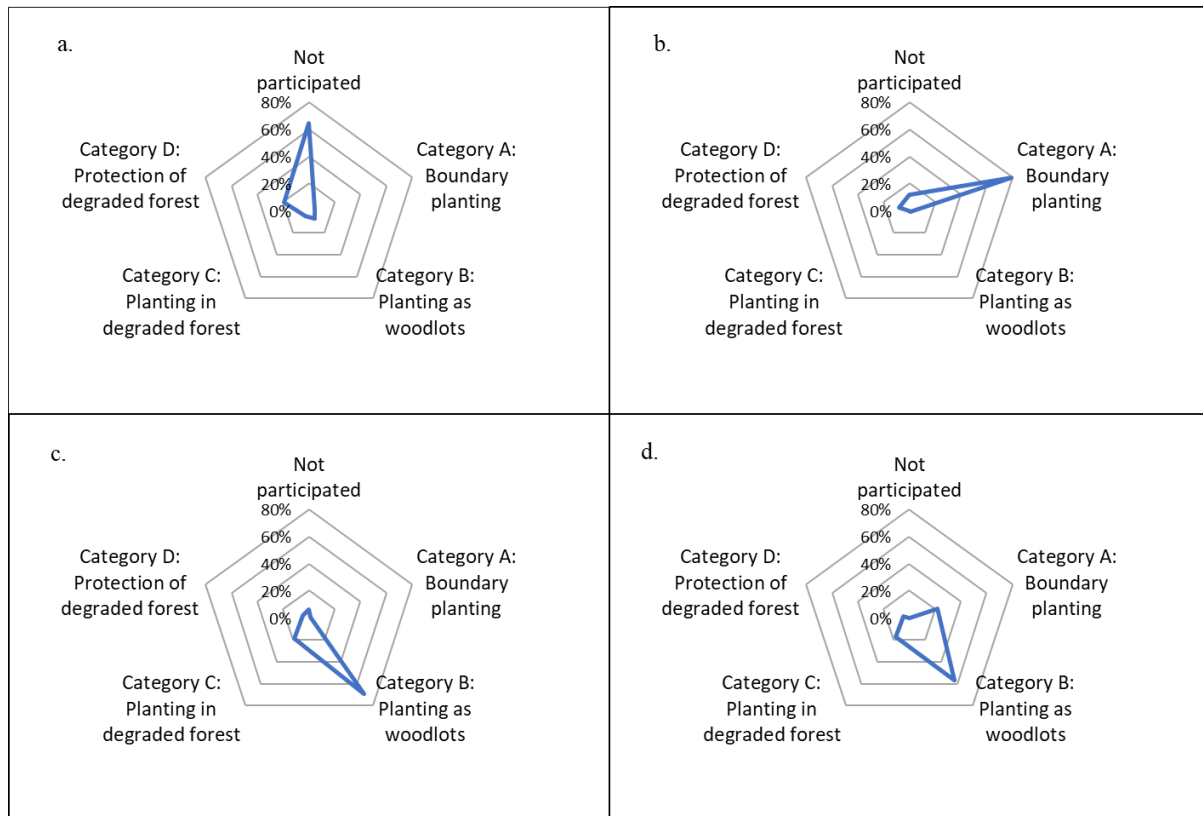 a.
Not
participated
80%
60%
40%
20%
0%
Category A:
Boundary
planting
Category B:
Planting as
woodlots
Category C:
Planting in
degraded forest
Category D:
Protection of
degraded forest
b.
Not
participated
80%
60%
40%
20%
0%
Category A:
Boundary
planting
Category B:
Planting as
woodlots
Category C:
Planting in
degraded forest
Category D:
Protection of
degraded forest
c.
Not
participated
80%
60%
40%
20%
0%
Category A:
Boundary
planting
Category B:
Planting as
woodlots
Category C:
Planting in
degraded forest
Category D:
Protection of
degraded forest
d.
Not
participated
80%
60%
40%
20%
0%
Category A:
Boundary
planting
Category B:
Planting as
woodlots
Category C:
Planting in
degraded forest
Category D:
Protection of
degraded forest